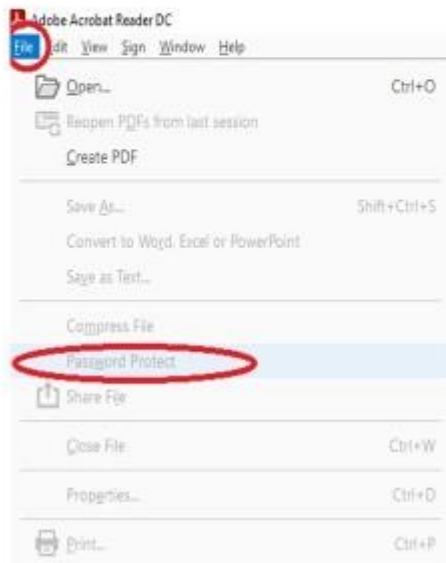 Adobe Acrobat Reader DC
File Edit View Sign Window Help
Open... Ctrl+O
Reopen PDFs from last session
Create PDF
Save As... Shift+Ctrl+S
Convert to Word, Excel or PowerPoint
Save as Text...
Compress File
Password Protect
Share File
Close File Ctrl+W
Properties... Ctrl+D
Print... Ctrl+P